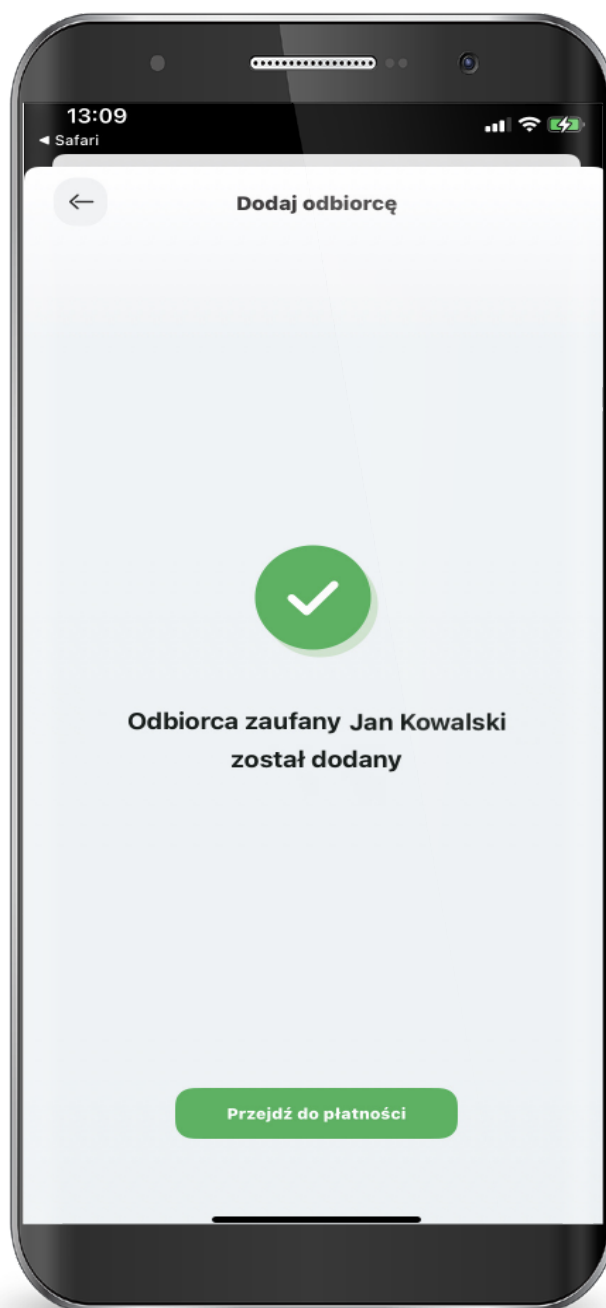 13:09
◀ Safari
Dodaj odbiorcę
Odbiorca zaufany Jan Kowalski
został dodany
Przejdź do płatności